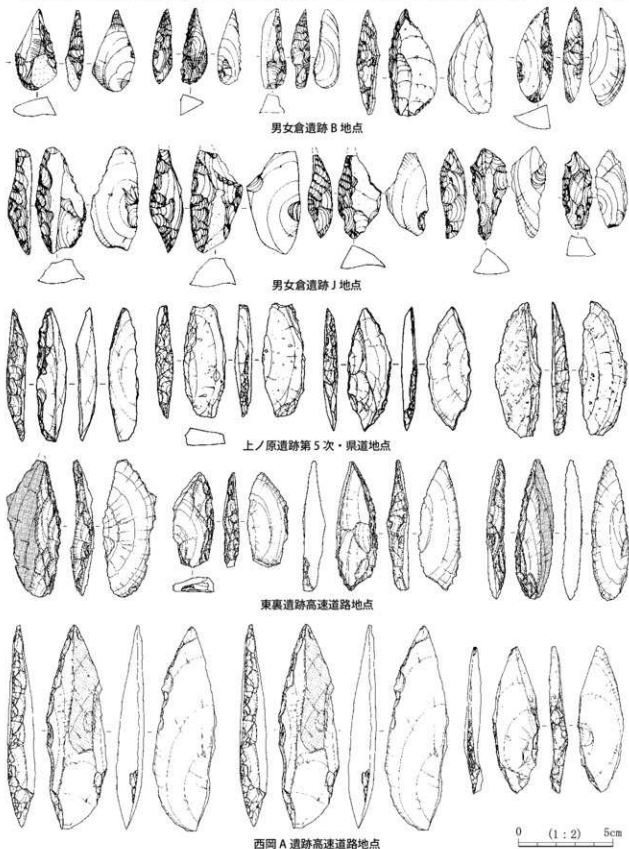 男女倉遺跡 B 地点
男女倉遺跡 J 地点
上ノ原遺跡第 5 次・県道地点
東裏遺跡高速道路地点
西岡 A 遺跡高速道路地点
0 (1:2) 5cm